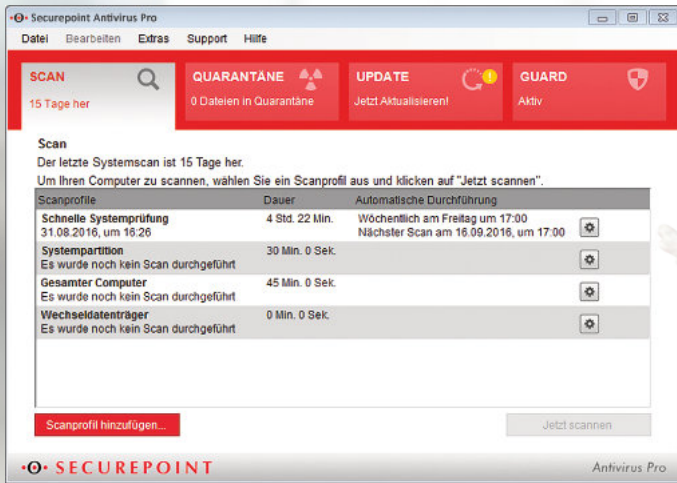 Securepoint Antivirus Pro
Datei Bearbeiten Extras Support Hilfe
SCAN QUARANTÄNE UPDATE GUARD
15 Tage her 0 Dateien in Quarantäne Jetzt Aktualisieren! Aktiv
Scan
Der letzte Systemscan ist 15 Tage her.
Um Ihren Computer zu scannen, wählen Sie ein Scanprofil aus und klicken auf "Jetzt scannen".
Scanprofile Dauer Automatische Durchführung
Schnelle Systemprüfung 4 Std. 22 Min. Wöchentlich am Freitag um 17:00
31.08.2016, um 16:26 Nächster Scan am 16.09.2016, um 17:00
Systempartition 30 Min. 0 Sek.
Es wurde noch kein Scan durchgeführt
Gesamter Computer 45 Min. 0 Sek.
Es wurde noch kein Scan durchgeführt
Wechseldatenträger 0 Min. 0 Sek.
Es wurde noch kein Scan durchgeführt
Scanprofil hinzufügen... Jetzt scannen
SECUREPOINT Antivirus Pro